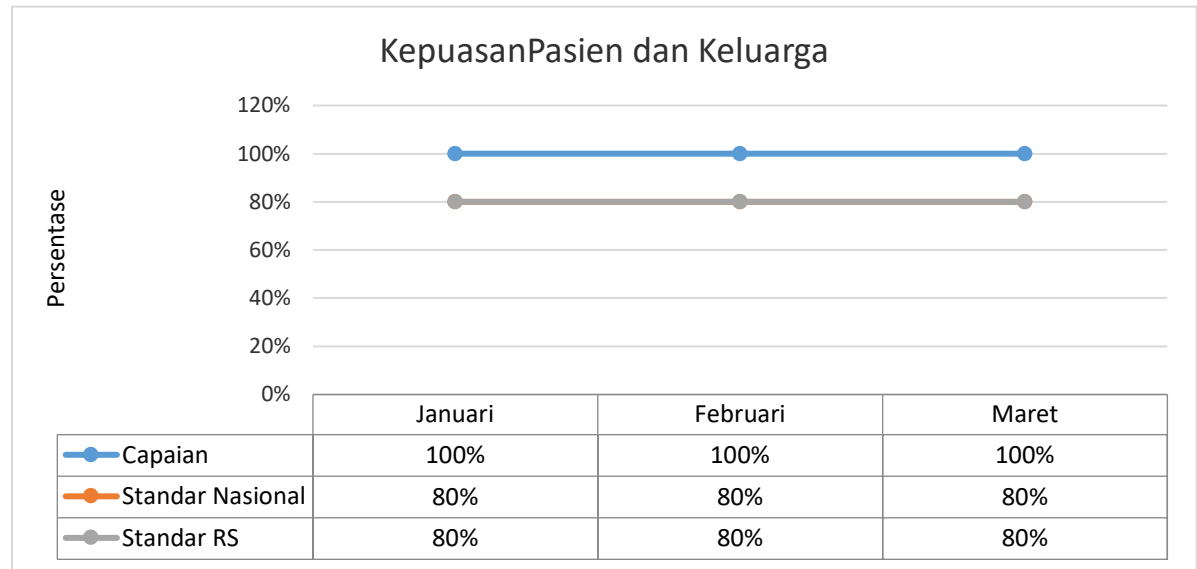 KepuasanPasien dan Keluarga
Persentase
120%
100%
80%
60%
40%
20%
0%
Januari Februari Maret
Capaian 100% 100% 100%
Standar Nasional 80% 80% 80%
Standar RS 80% 80% 80%